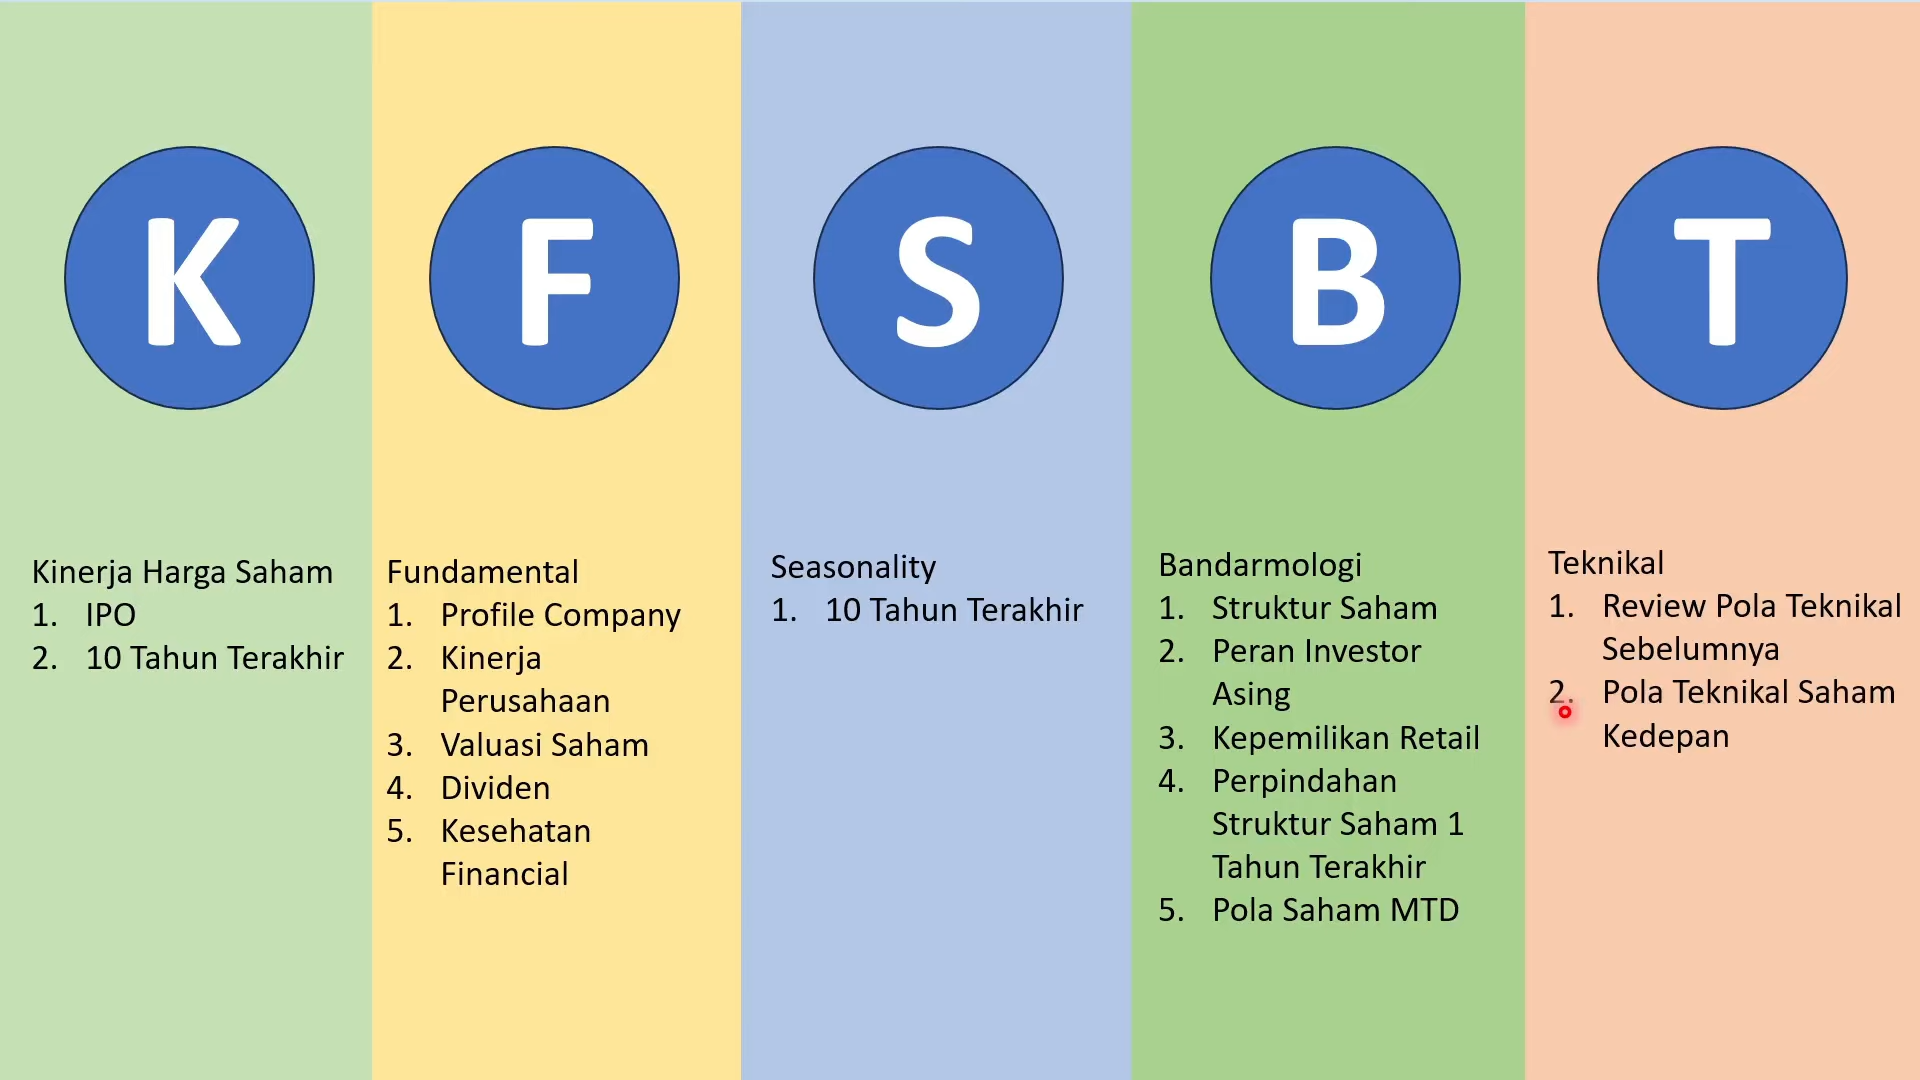 K
Kinerja Harga Saham
1. IPO
2. 10 Tahun Terakhir
F
Fundamental
1. Profile Company
2. Kinerja
Perusahaan
3. Valuasi Saham
4. Dividen
5. Kesehatan
Financial
S
Seasonality
1. 10 Tahun Terakhir
B
Bandarmologi
1. Struktur Saham
2. Peran Investor
Asing
3. Kepemilikan Retail
4. Perpindahan
Struktur Saham 1
Tahun Terakhir
5. Pola Saham MTD
T
Teknikal
1. Review Pola Teknikal
Sebelumnya
2. Pola Teknikal Saham
Kedepan